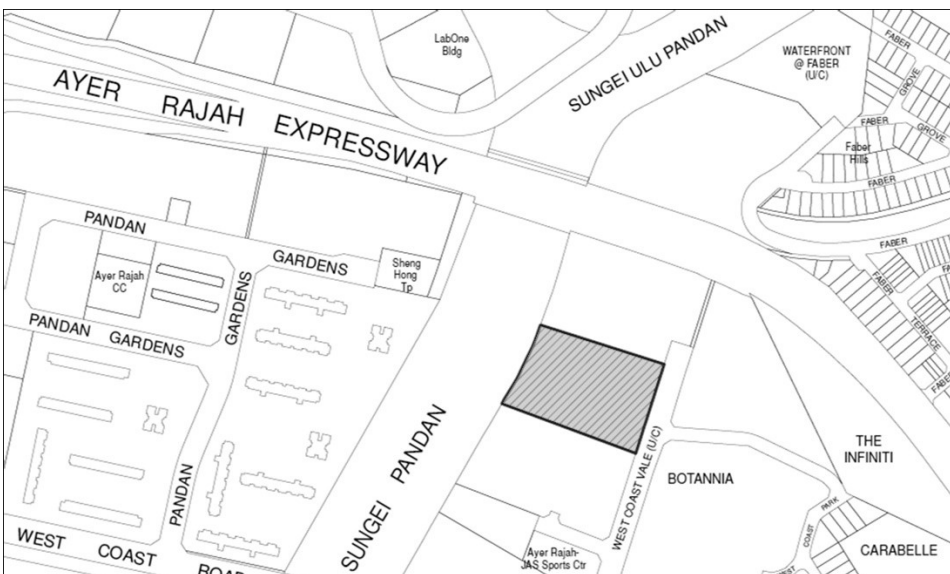 LabOne
Bldg
SUNGEI ULU PANDAN
WATERFRONT
@ FABER
(U/C)
FABER
GROVE
FABER
GROVE
Faber
Hills
FABER
FABER
FABER
TERRACE
AYER RAJAH EXPRESSWAY
PANDAN
GARDENS
Sheng
Hong
Tp
Ayer Rajah
CC
GARDENS
PANDAN GARDENS
PANDAN
SUNGEI PANDAN
WEST COAST VALE (U/C)
BOTANNIA
THE
INFINITI
PARK
COAST
CARABELLE
WEST COAST
Ayer Rajah-
JAS Sports Ctr